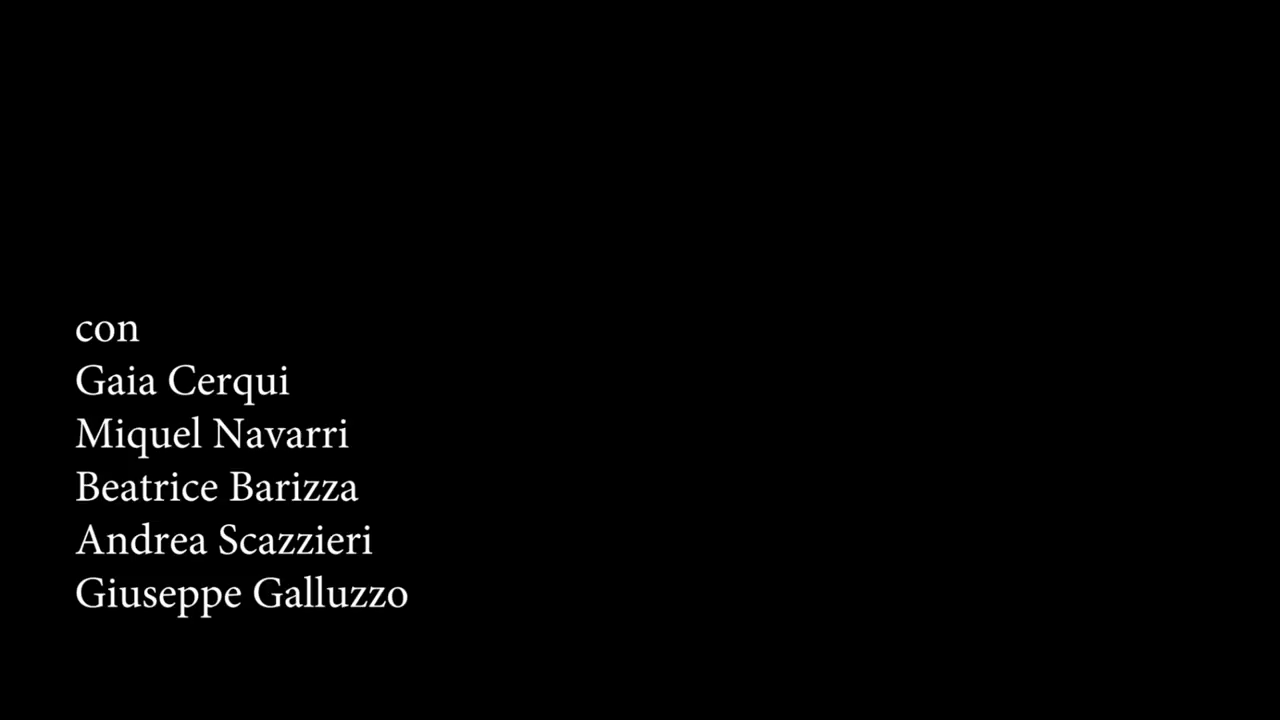 con
Gaia Cerqui
Miquel Navarri
Beatrice Barizza
Andrea Scazzieri
Giuseppe Galluzzo